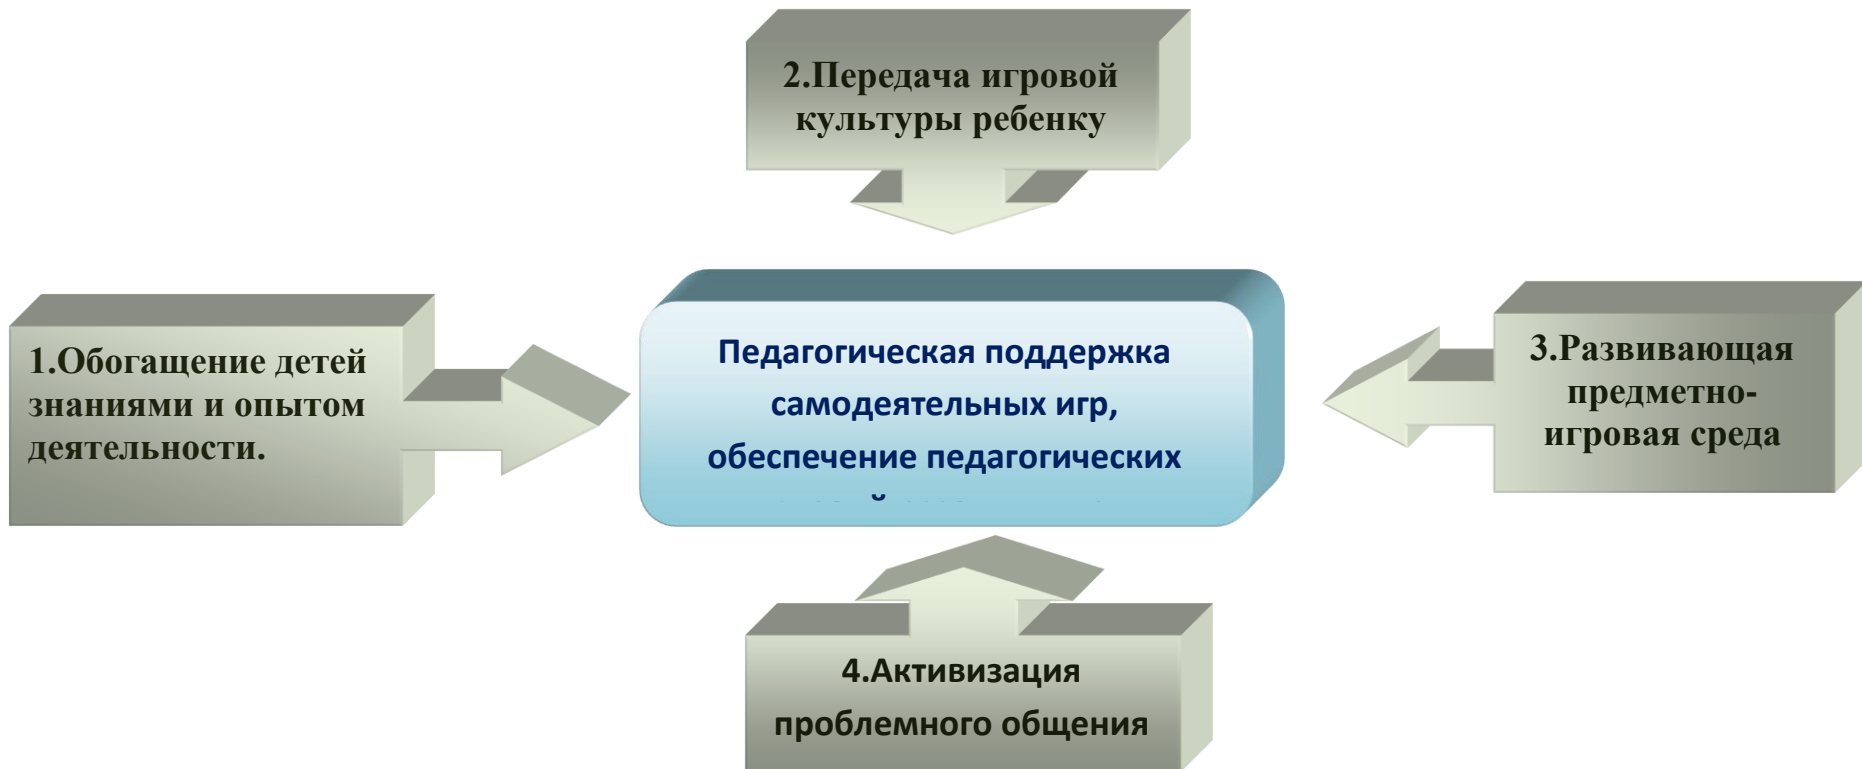 2.Передача игровой
культуры ребенку
1.Обогащение детей
знаниями и опытом
деятельности.
Педагогическая поддержка
самодеятельных игр,
обеспечение педагогических
3.Развивающая
предметно-
игровая среда
4.Активизация
проблемного общения